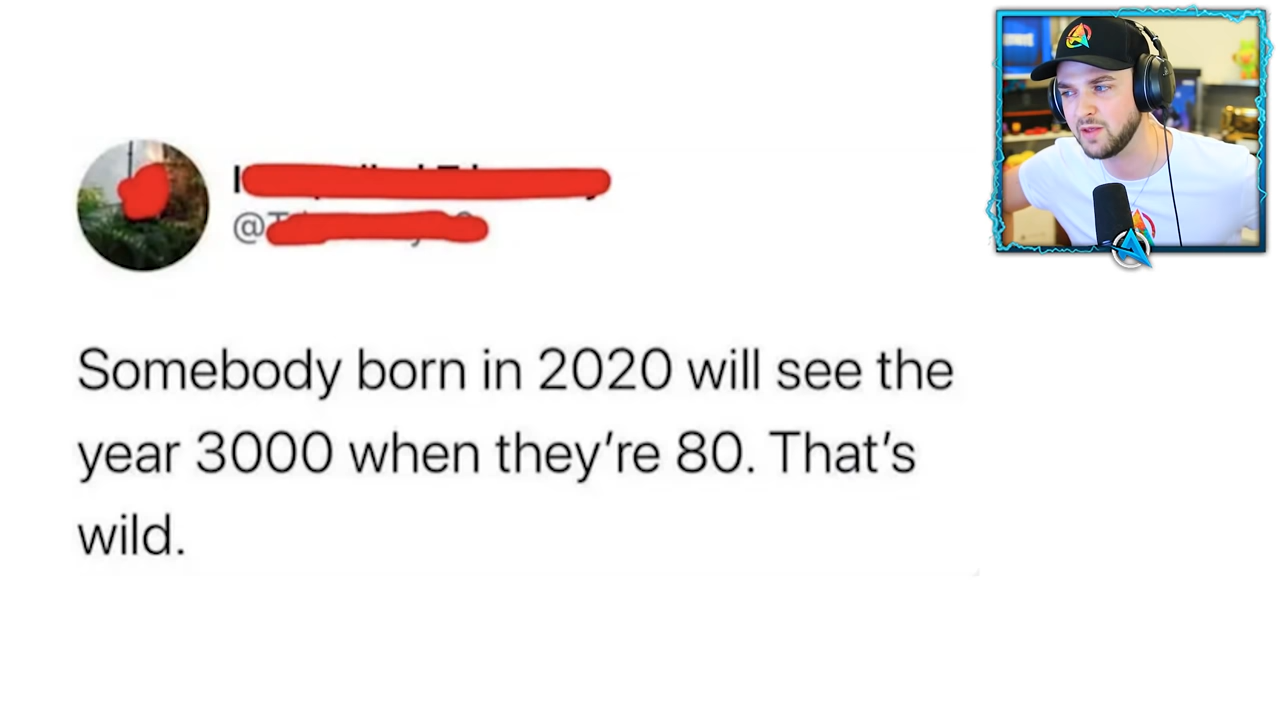 Somebody born in 2020 will see the
year 3000 when they're 80. That's
wild.